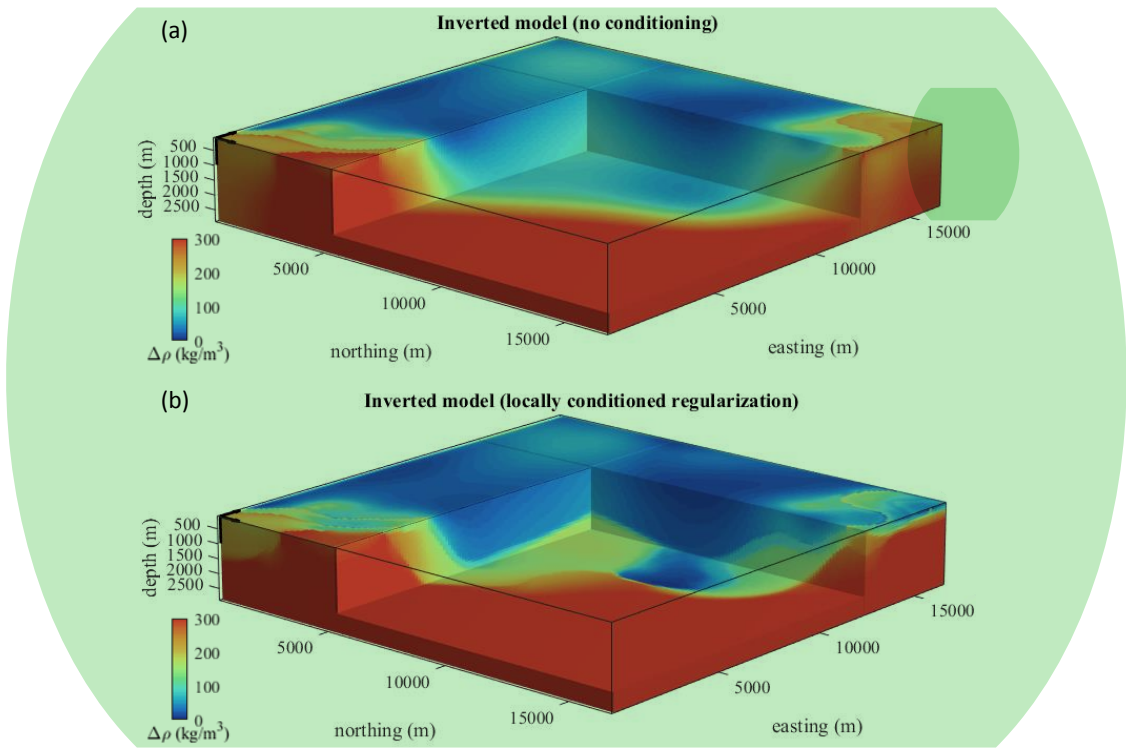 (a)
Inverted model (no conditioning)
depth (m)
500
1000
1500
2000
2500
300
200
100
0
Δρ (kg/m³)
5000
10000
15000
northing (m)
5000
10000
15000
easting (m)
(b)
Inverted model (locally conditioned regularization)
depth (m)
500
1000
1500
2000
2500
300
200
100
0
Δρ (kg/m³)
5000
10000
15000
northing (m)
5000
10000
15000
easting (m)